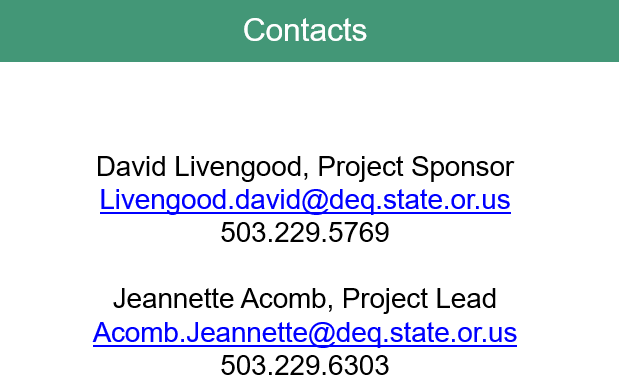 Contacts
David Livengood, Project Sponsor
Livengood.david@deq.state.or.us
503.229.5769
Jeannette Acomb, Project Lead
Acomb.Jeannette@deq.state.or.us
503.229.6303